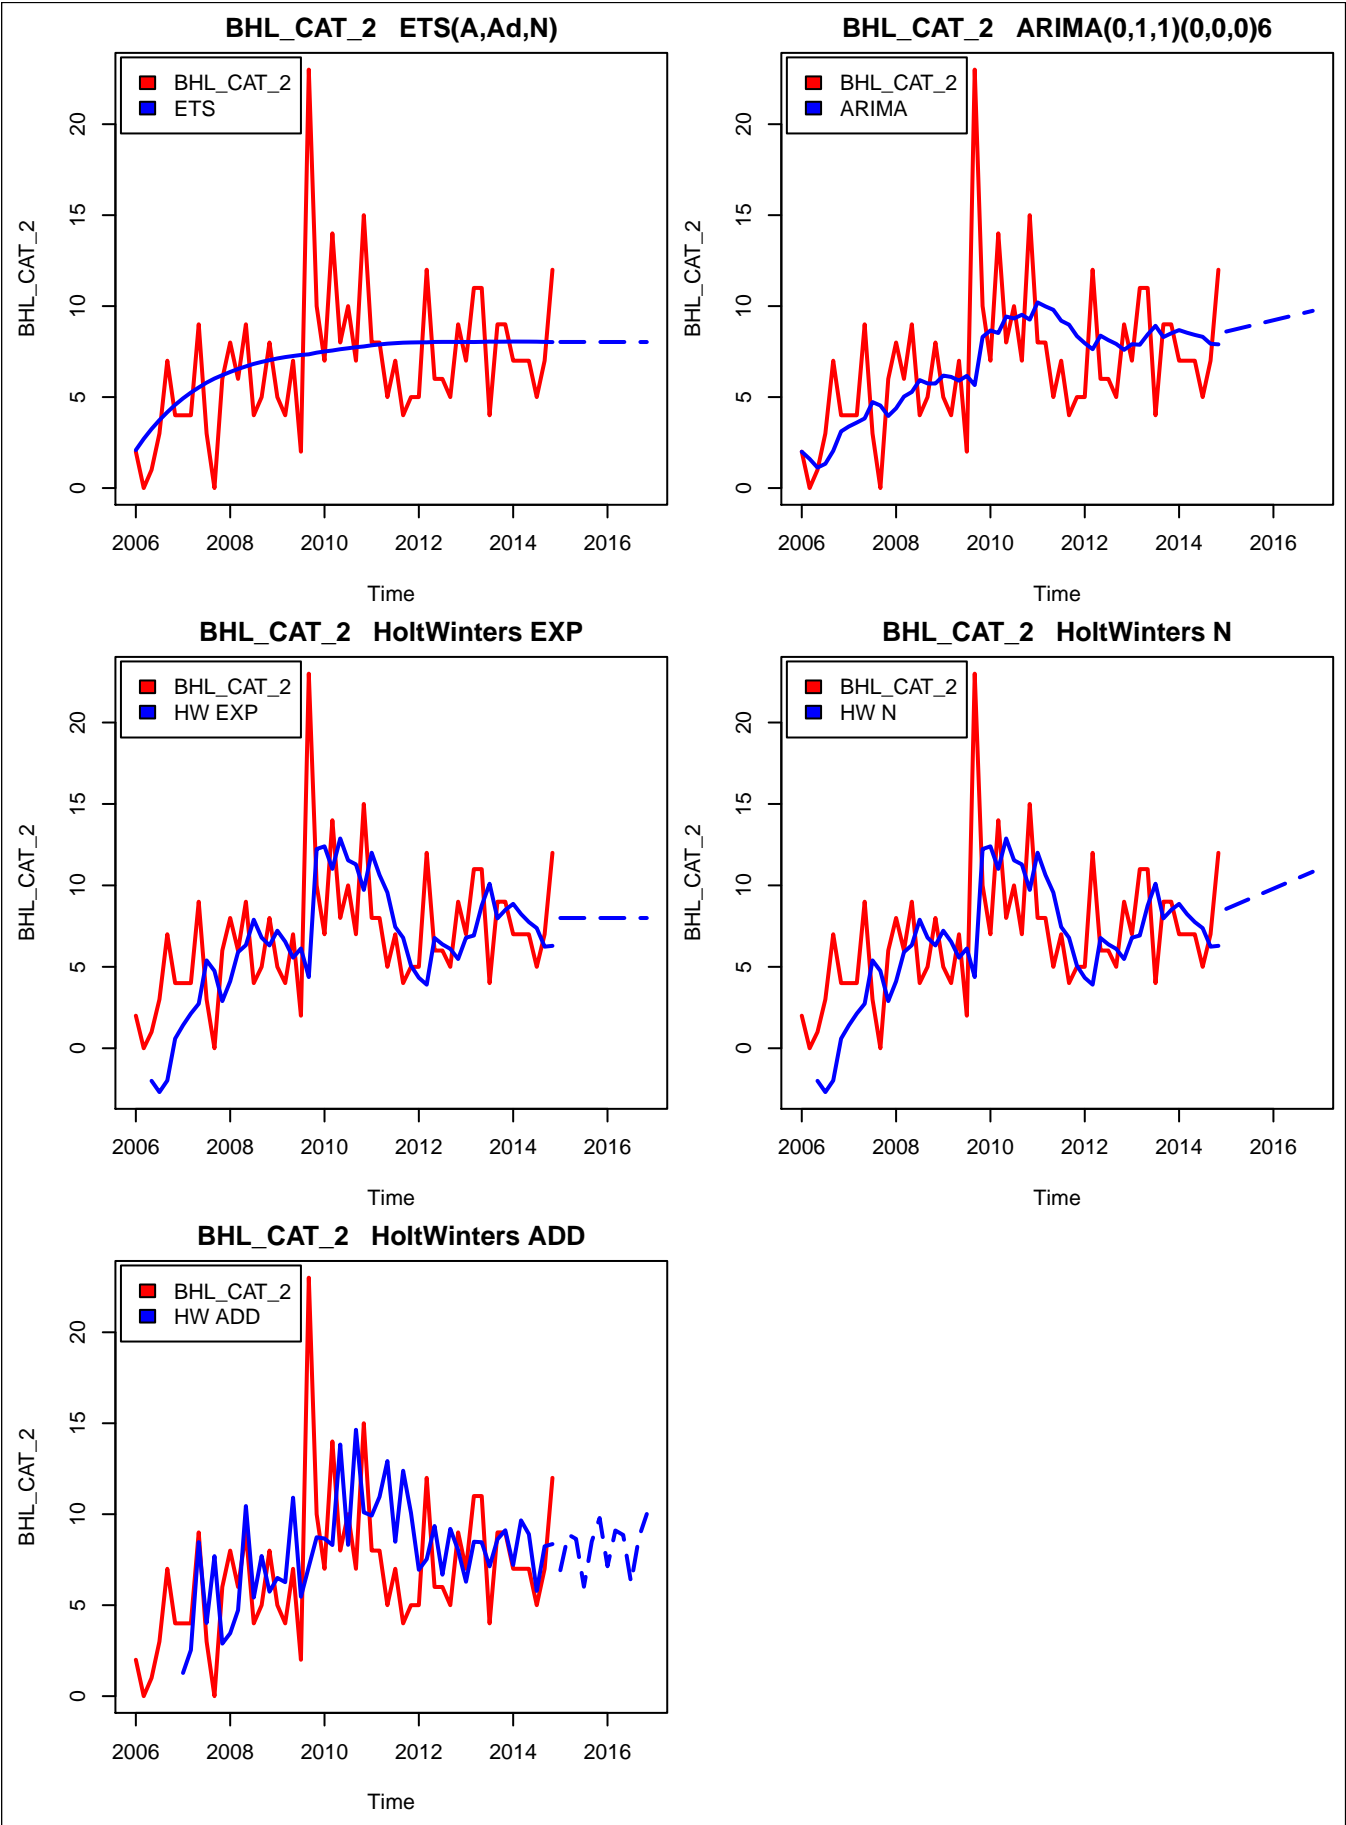 BHL_CAT_2 ETS(A,Ad,N)
BHL_CAT_2
ETS
BHL_CAT_2
0 5 10 15 20
2006 2008 2010 2012 2014 2016
Time
BHL_CAT_2 ARIMA(0,1,1)(0,0,0)6
BHL_CAT_2
ARIMA
BHL_CAT_2
0 5 10 15 20
2006 2008 2010 2012 2014 2016
Time
BHL_CAT_2 HoltWinters EXP
BHL_CAT_2
HW EXP
BHL_CAT_2
0 5 10 15 20
2006 2008 2010 2012 2014 2016
Time
BHL_CAT_2 HoltWinters N
BHL_CAT_2
HW N
BHL_CAT_2
0 5 10 15 20
2006 2008 2010 2012 2014 2016
Time
BHL_CAT_2 HoltWinters ADD
BHL_CAT_2
HW ADD
BHL_CAT_2
0 5 10 15 20
2006 2008 2010 2012 2014 2016
Time